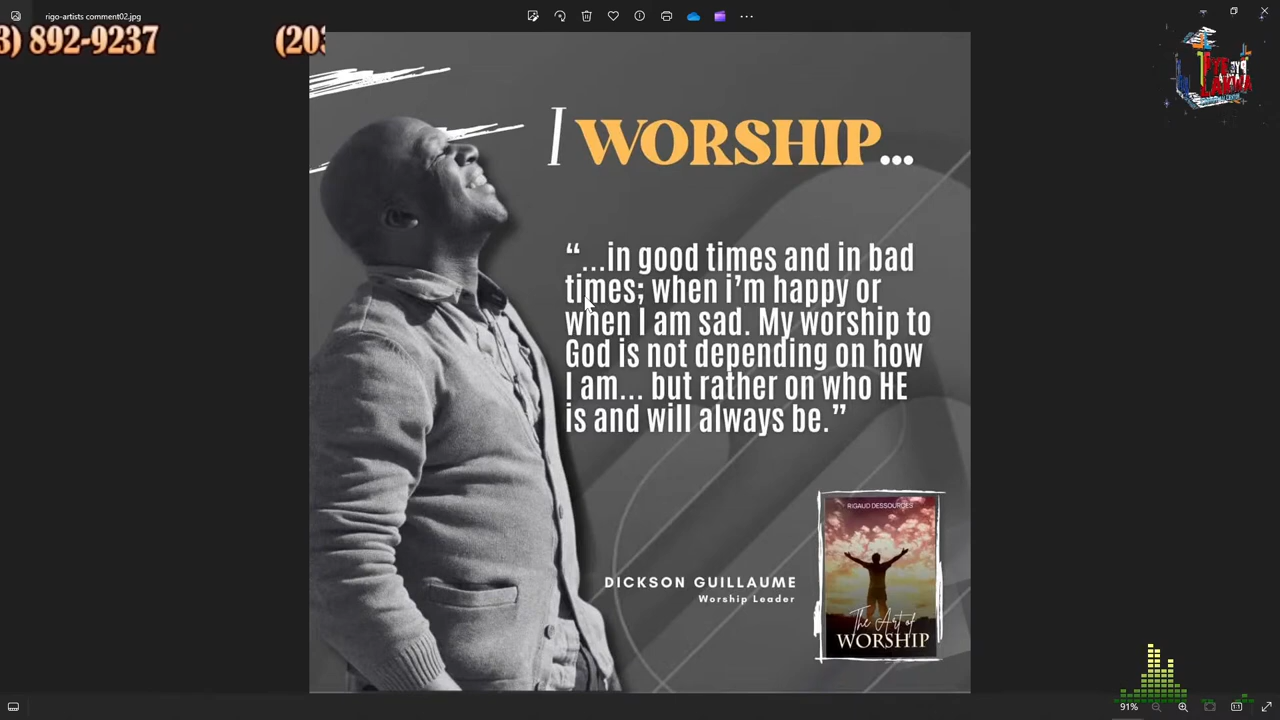 rigo-artists comment02.jpg
3) 892-9237
(203
I WORSHIP...
“...in good times and in bad
times; when i’m happy or
when I am sad. My worship to
God is not depending on how
I am... but rather on who HE
is and will always be.”
RIGAUD DESSOURCES
The Art of
WORSHIP
DICKSON GUILLAUME
Worship Leader
91%